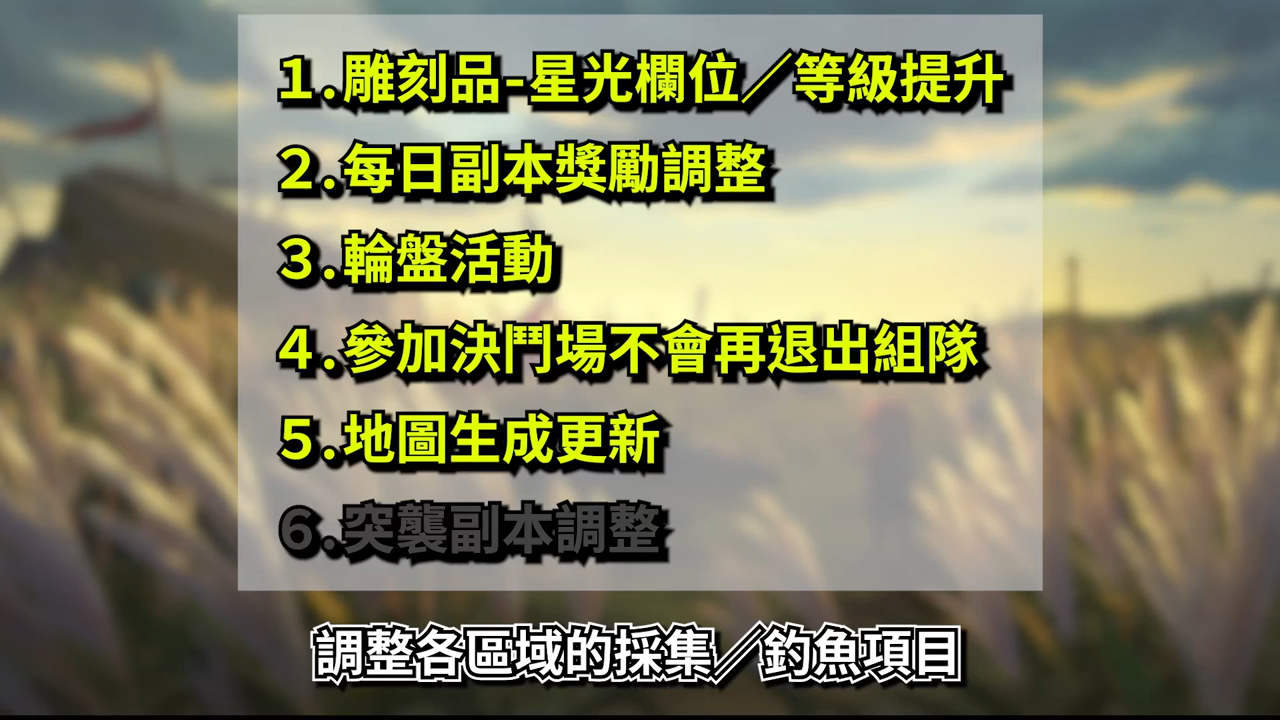 1.雕刻品-星光欄位／等級提升
2.每日副本獎勵調整
3.輪盤活動
4.參加決鬥場不會再退出組隊
5.地圖生成更新
6.突襲副本調整
調整各區域的採集／釣魚項目